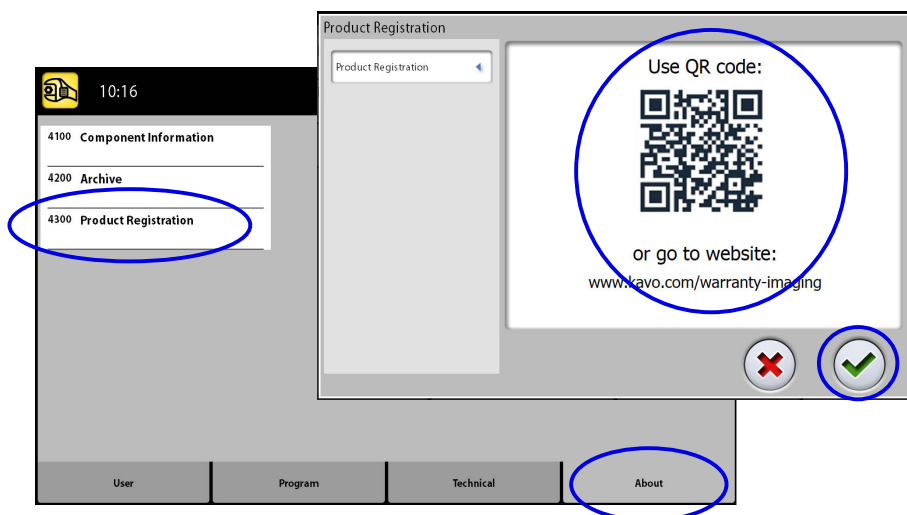 Product Registration
Product Registration
Use QR code:
or go to website:
www.kavo.com/warranty-imaging
10:16
4100 Component Information
4200 Archive
4300 Product Registration
User
Program
Technical
About